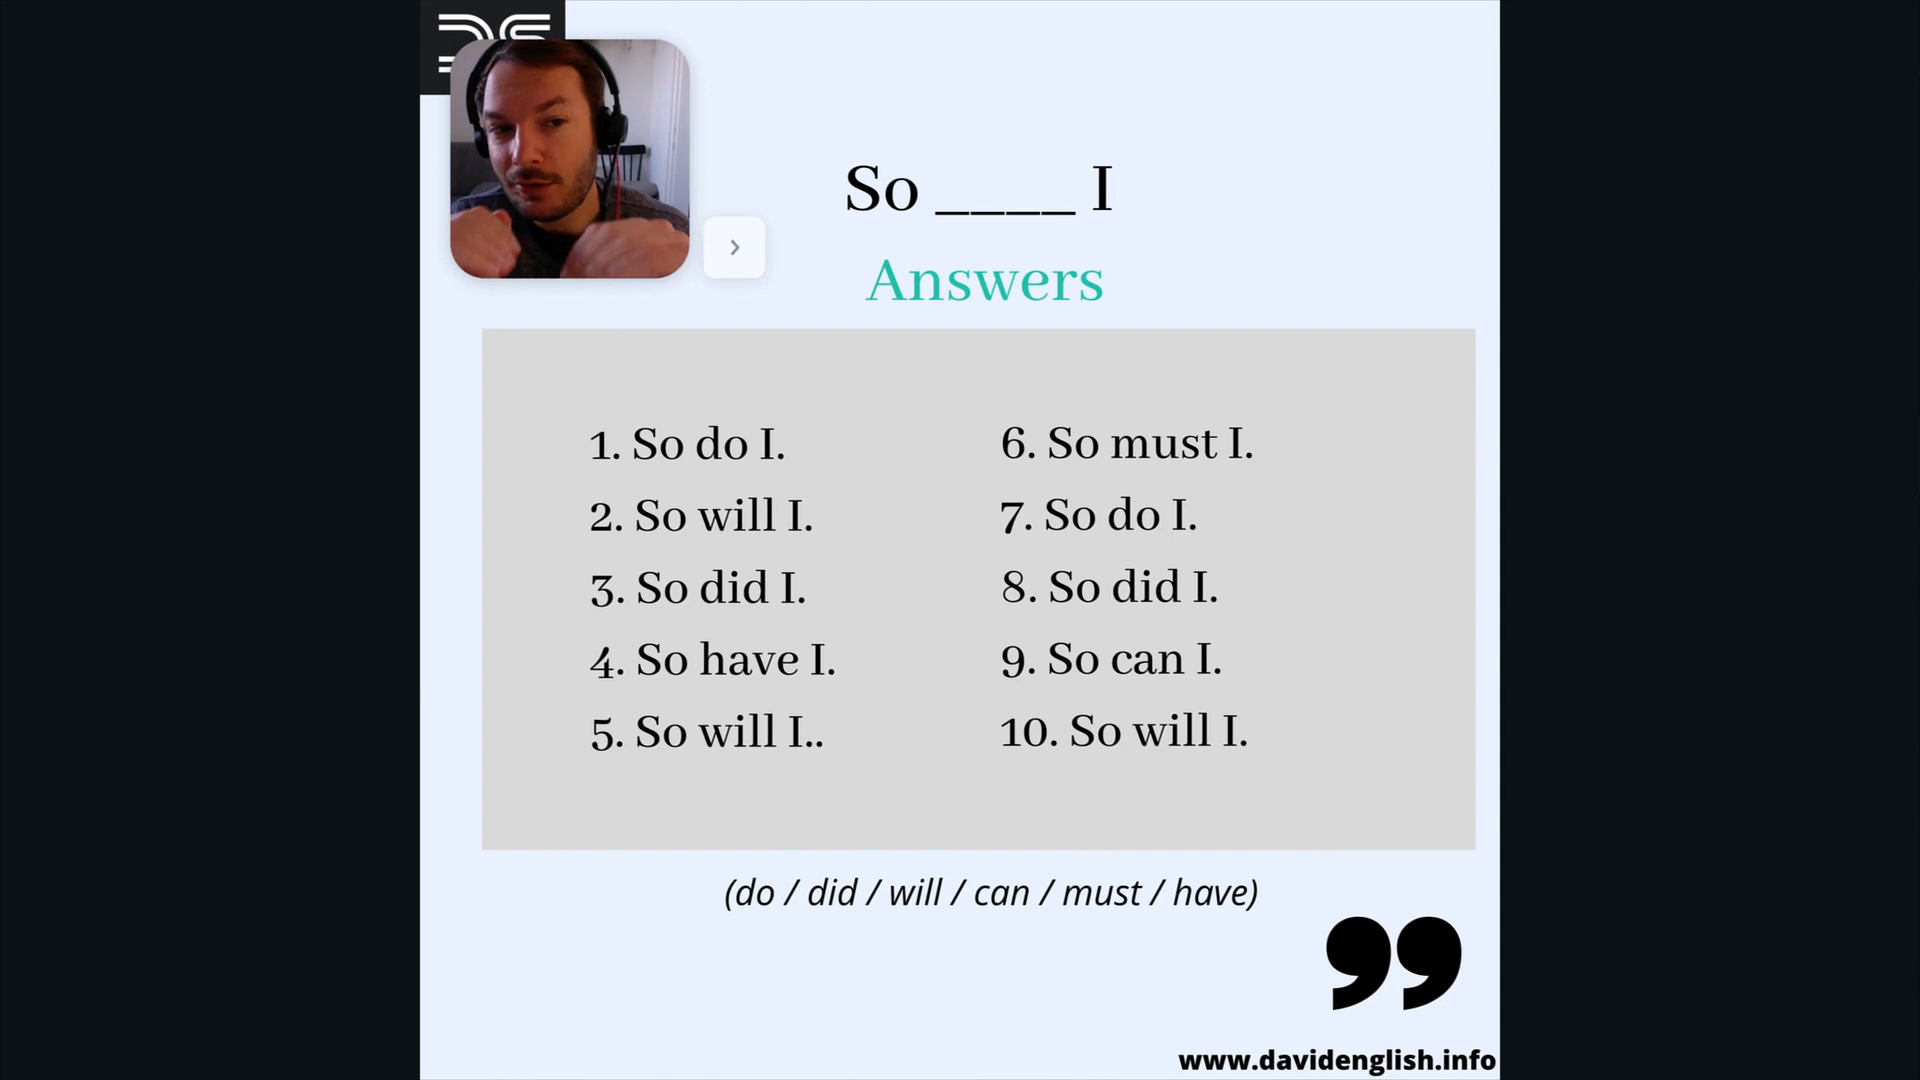 So ____ I
Answers
1. So do I.
2. So will I.
3. So did I.
4. So have I.
5. So will I..
6. So must I.
7. So do I.
8. So did I.
9. So can I.
10. So will I.
(do / did / will / can / must / have)
www.davidenglish.info